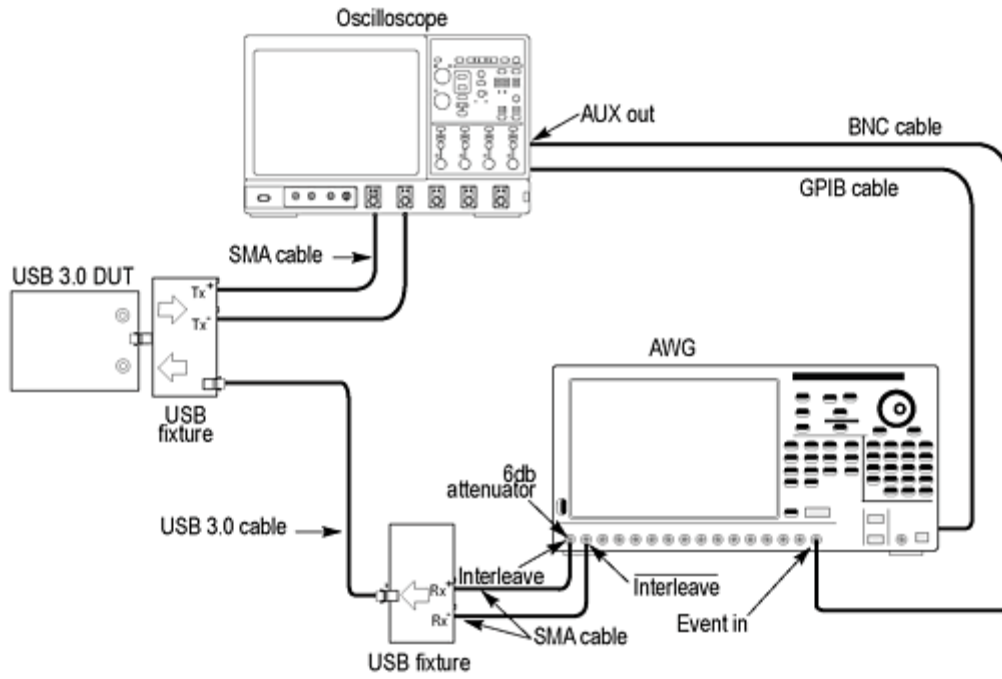 Oscilloscope
AUX out
BNC cable
GPIB cable
SMA cable
USB 3.0 DUT
Tx+
Tx-
USB
fixture
AWG
6db
attenuator
USB 3.0 cable
Interleave
Interleave
Rx+
Rx-
SMA cable
Event in
USB fixture